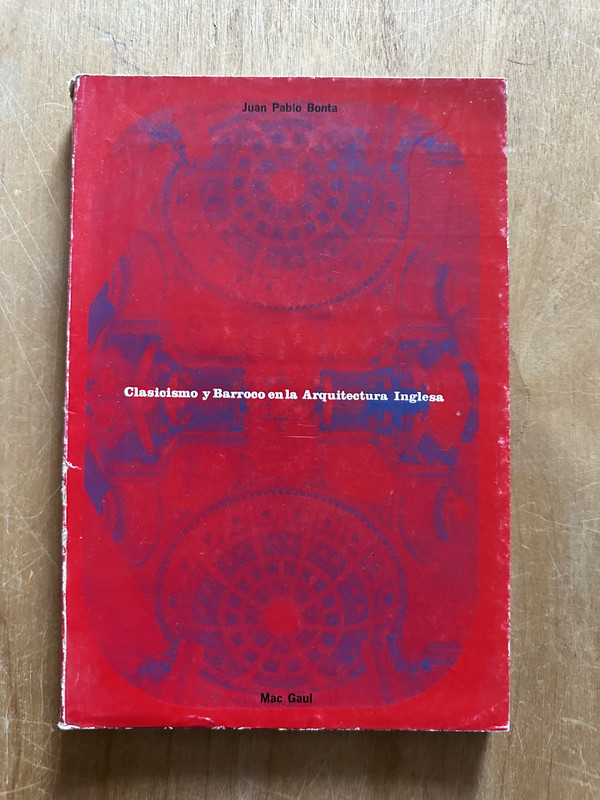 Juan Pablo Bonta
Clasicismo y Barroco en la Arquitectura Inglesa
Mac Gaul